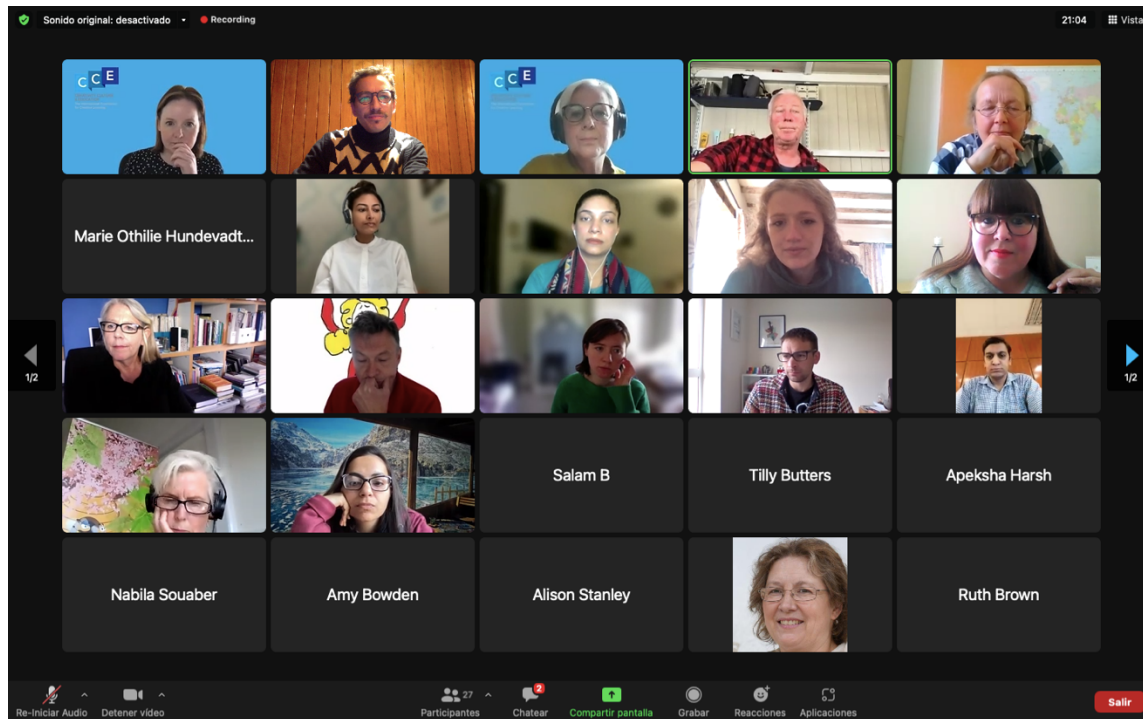 Sonido original: desactivado
Recording
21:04
Vista
CCE
CCE
Marie Othilie Hundevadt...
1/2
1/2
Salam B
Tilly Butters
Apeksha Harsh
Nabila Souaber
Amy Bowden
Alison Stanley
Ruth Brown
Re-Iniciar Audio
Detener vídeo
27
Participantes
2
Chatear
Compartir pantalla
Grabar
Reacciones
Aplicaciones
Salir